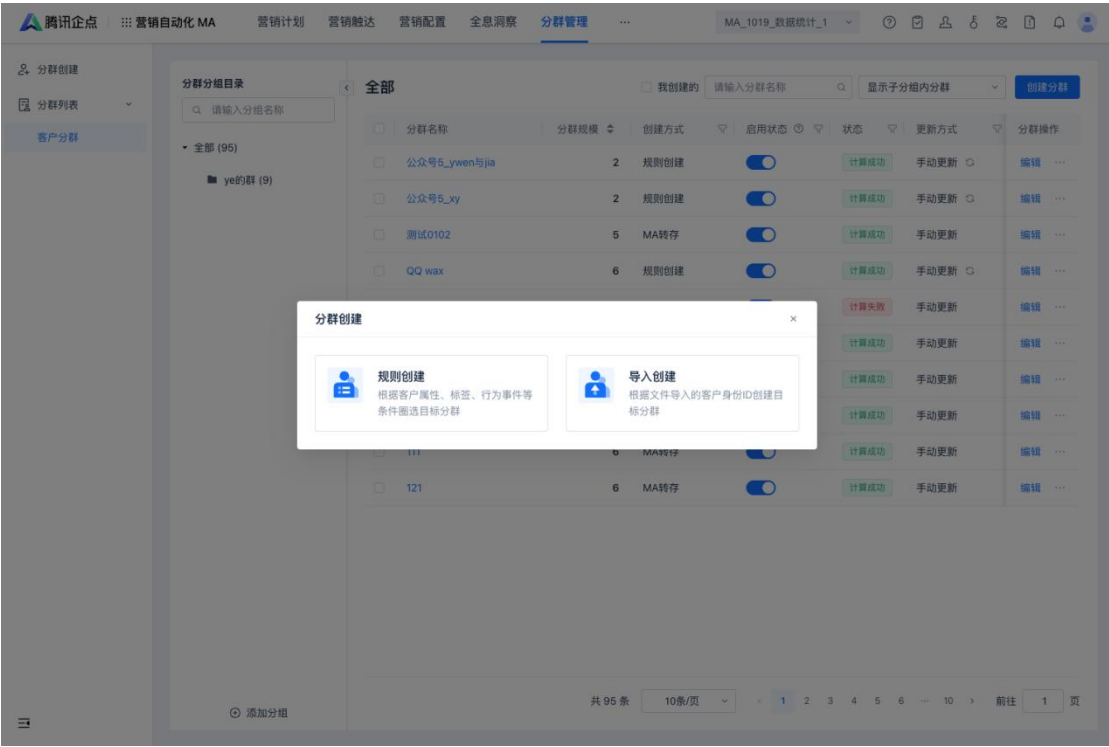 腾讯企点 营销自动化 MA 营销计划 营销触达 营销配置 全息洞察 分群管理 ··· MA_1019_数据统计_1
分群创建
分群列表
客户分群
分群分组目录
请输入分组名称
全部 (95)
ye的群 (9)
添加分组
全部 我创建的 请输入分群名称 显示子分组内分群 创建分群
分群名称 分群规模 创建方式 启用状态 状态 更新方式 分群操作
公众号5_ywen与jia 2 规则创建 计算成功 手动更新 编辑 ···
公众号5_xy 2 规则创建 计算成功 手动更新 编辑 ···
测试0102 5 MA转存 计算成功 手动更新 编辑 ···
QQ wax 6 规则创建 计算成功 手动更新 编辑 ···
计算失败 手动更新 编辑 ···
计算成功 手动更新 编辑 ···
计算成功 手动更新 编辑 ···
计算成功 手动更新 编辑 ···
111 6 MA转存 计算成功 手动更新 编辑 ···
121 6 MA转存 计算成功 手动更新 编辑 ···
分群创建
规则创建
根据客户属性、标签、行为事件等
条件圈选目标分群
导入创建
根据文件导入的客户身份ID创建目
标分群
共 95 条 10条/页 1 2 3 4 5 6 ··· 10 前往 1 页